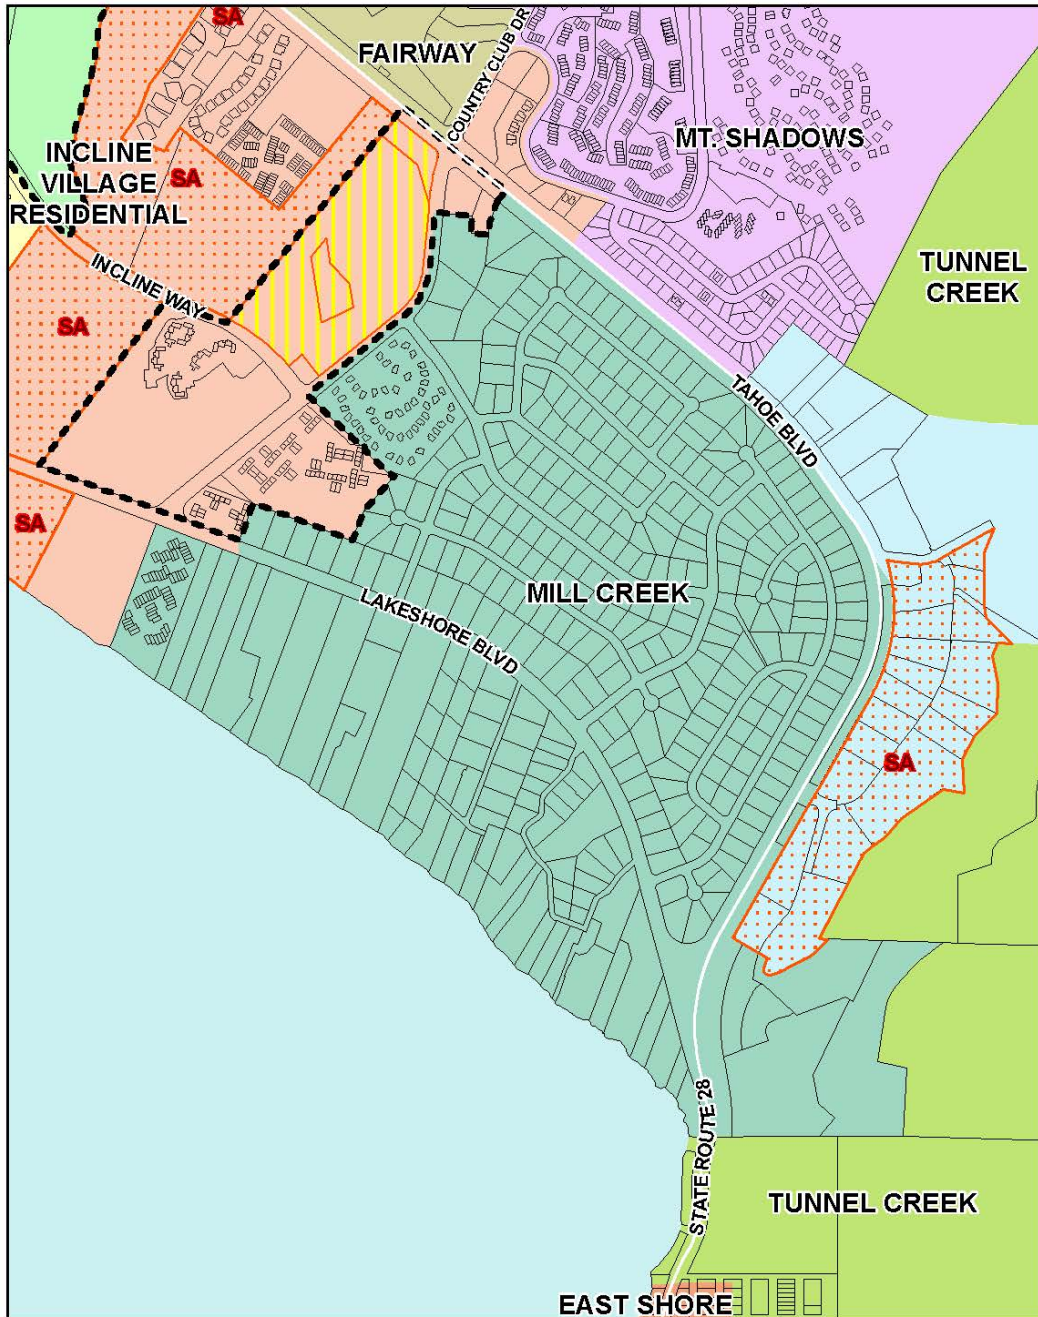 SA
FAIRWAY
COUNTRY CLUB DR
MT. SHADOWS
INCLINE
VILLAGE
RESIDENTIAL
SA
TUNNEL
CREEK
INCLINE WAY
SA
TAHOE BLVD
SA
MILL CREEK
LAKESHORE BLVD
SA
STATE ROUTE 28
TUNNEL CREEK
EAST SHORE